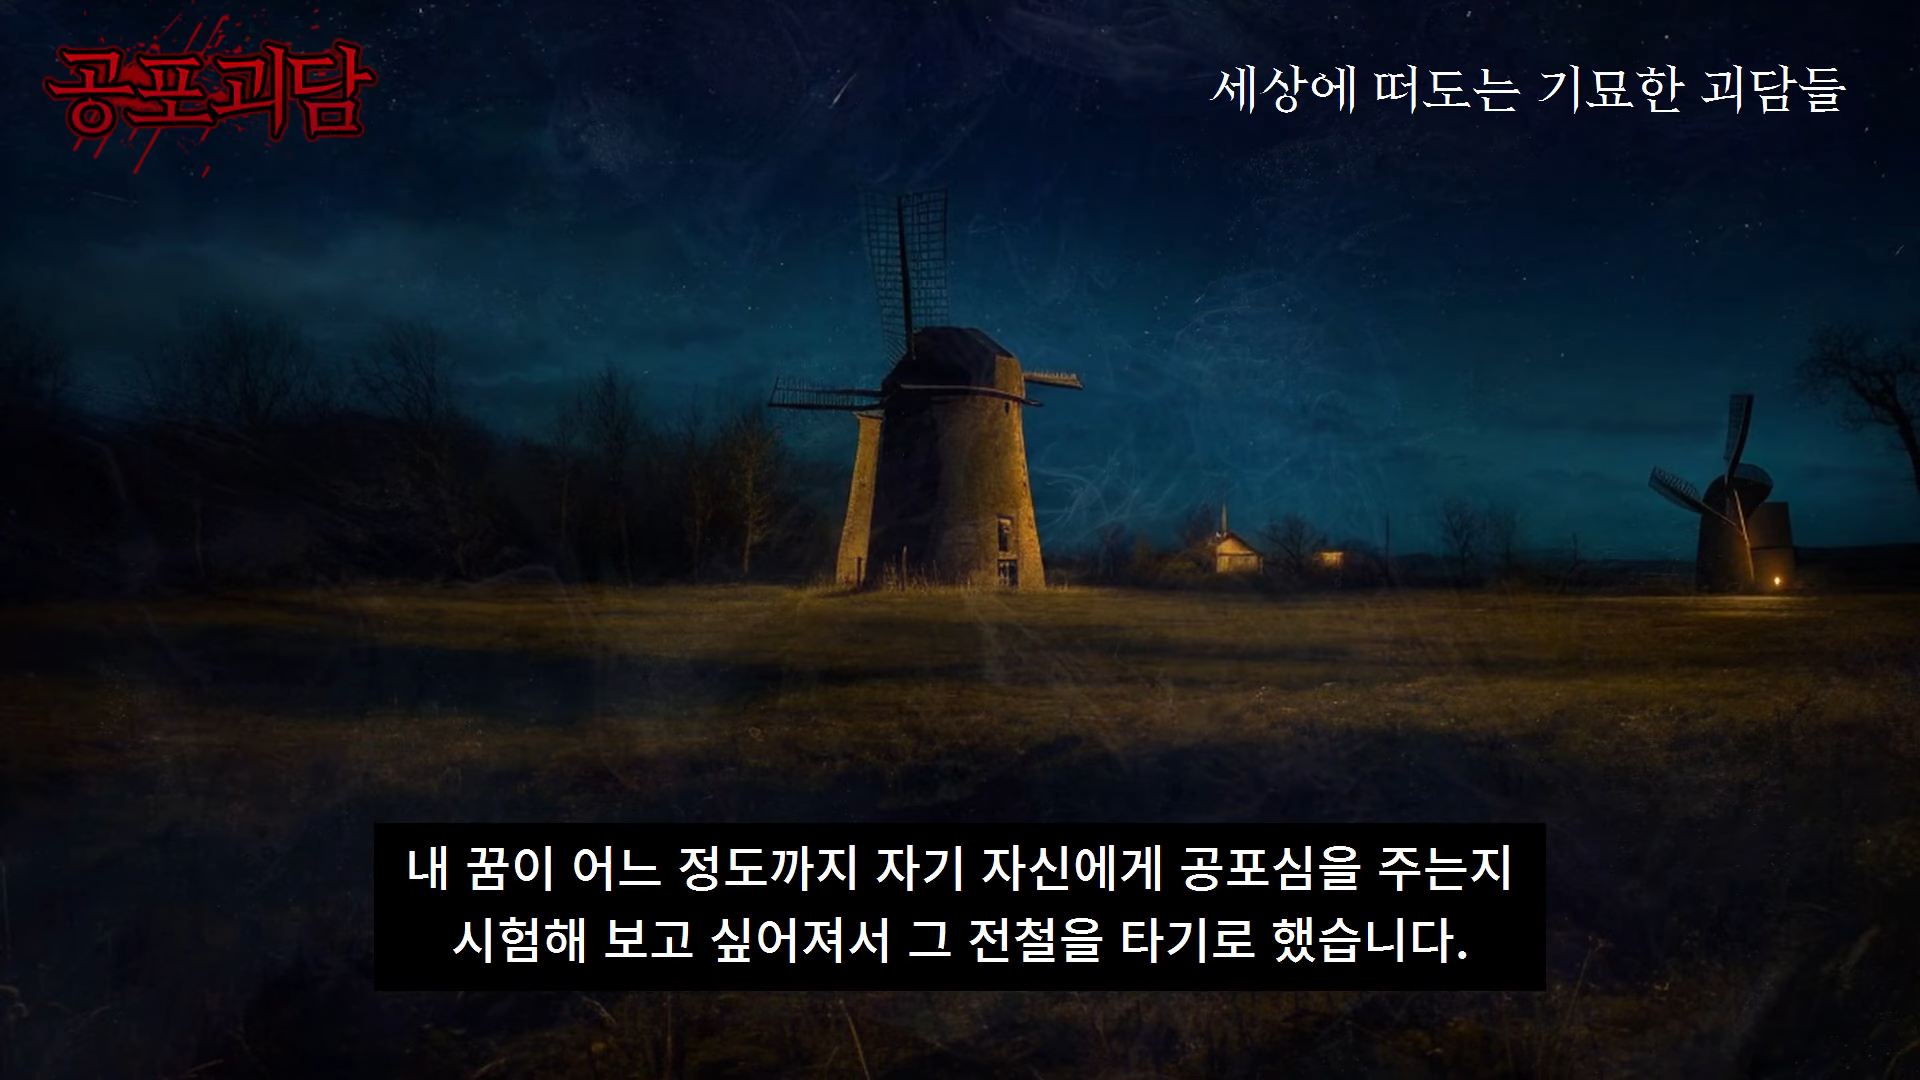 공포괴담
세상에 떠도는 기묘한 괴담들
내 꿈이 어느 정도까지 자기 자신에게 공포심을 주는지
시험해 보고 싶어져서 그 전철을 타기로 했습니다.